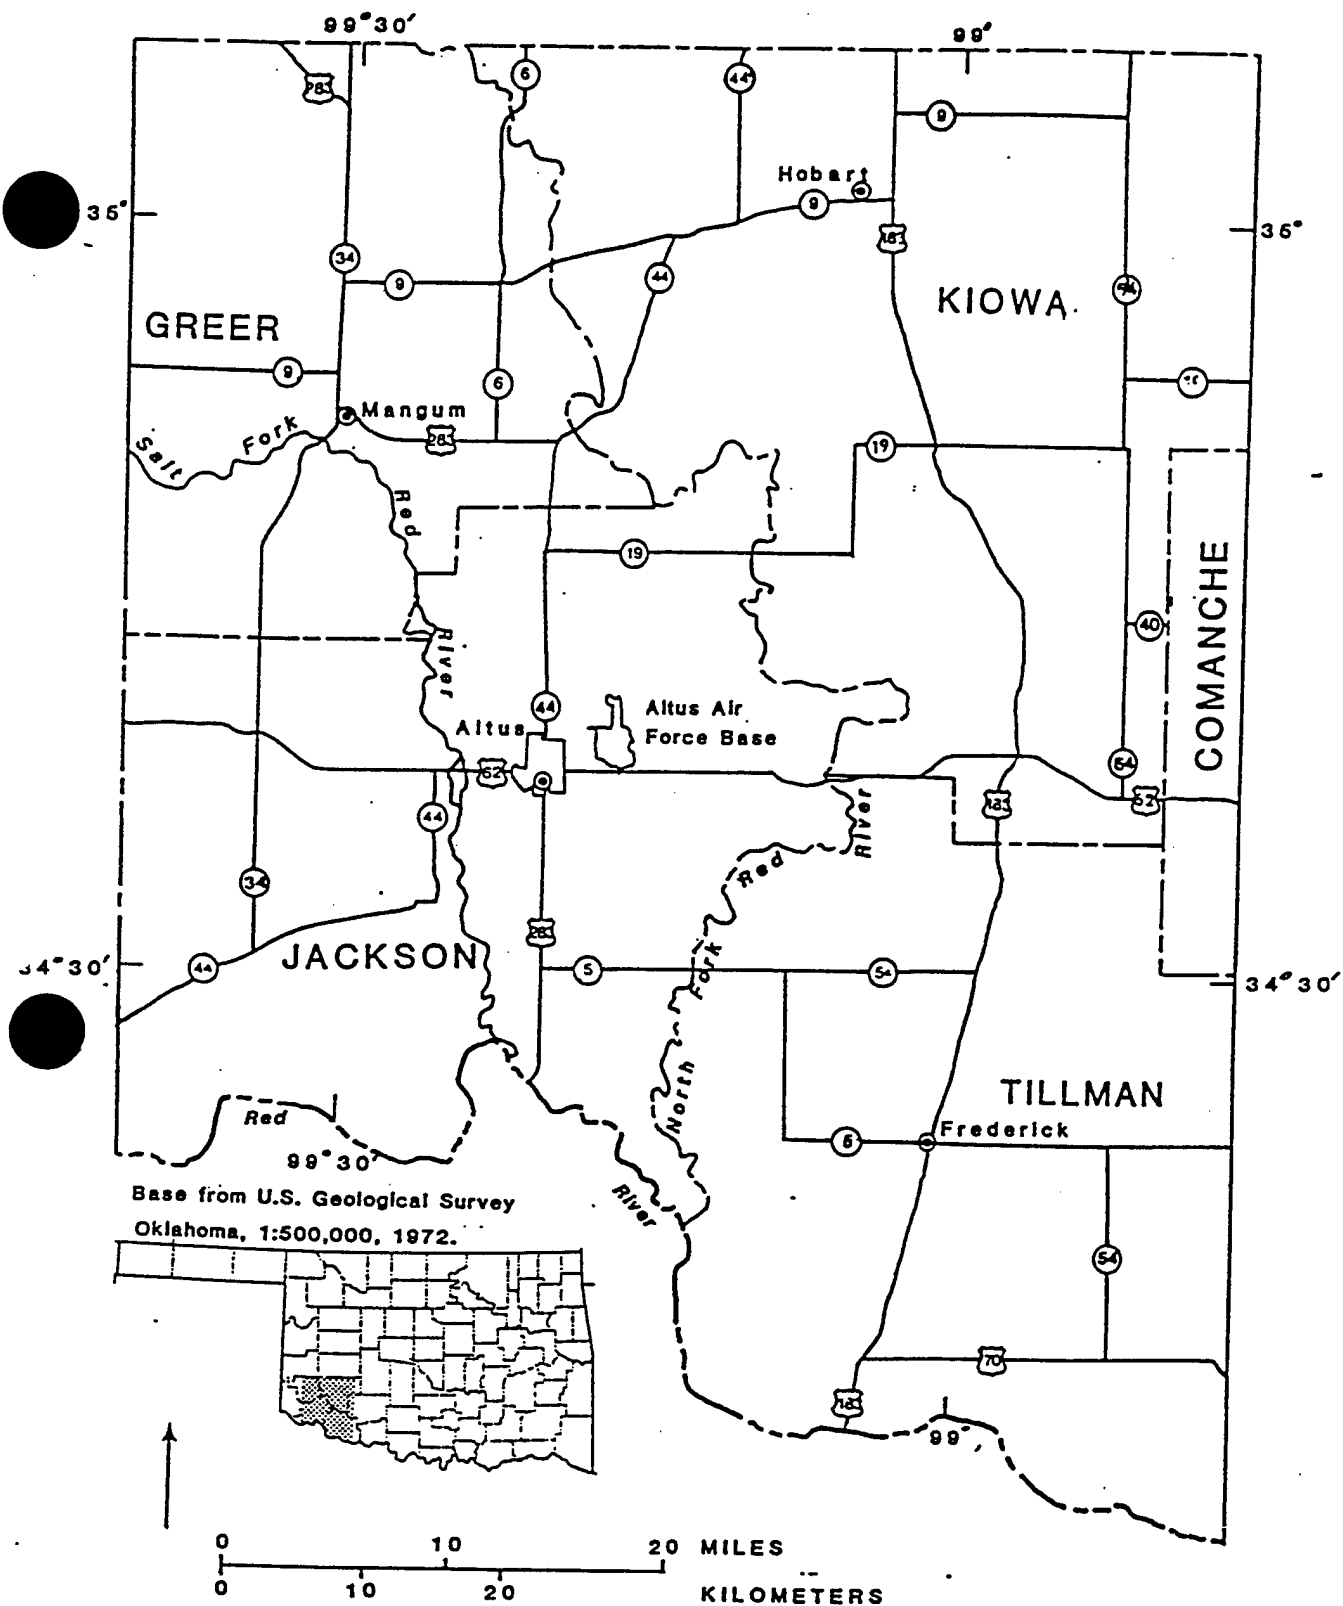 99°30′
99°
283
6
44
9
Hobart
35°
9
183
35°
34
9
44
KIOWA
GREER
9
6
Mangum
283
19
Salt Fork
Red
19
COMANCHE
40
River
44
Altus
Altus Air
Force Base
62
54
183
62
44
River
Red
34
283
JACKSON
34°30′
44
5
54
34°30′
Fork
North
TILLMAN
Red
5
Frederick
99°30′
River
Base from U.S. Geological Survey
Oklahoma, 1:500,000, 1972.
54
70
183
99°
0 10 20 MILES
0 10 20 KILOMETERS